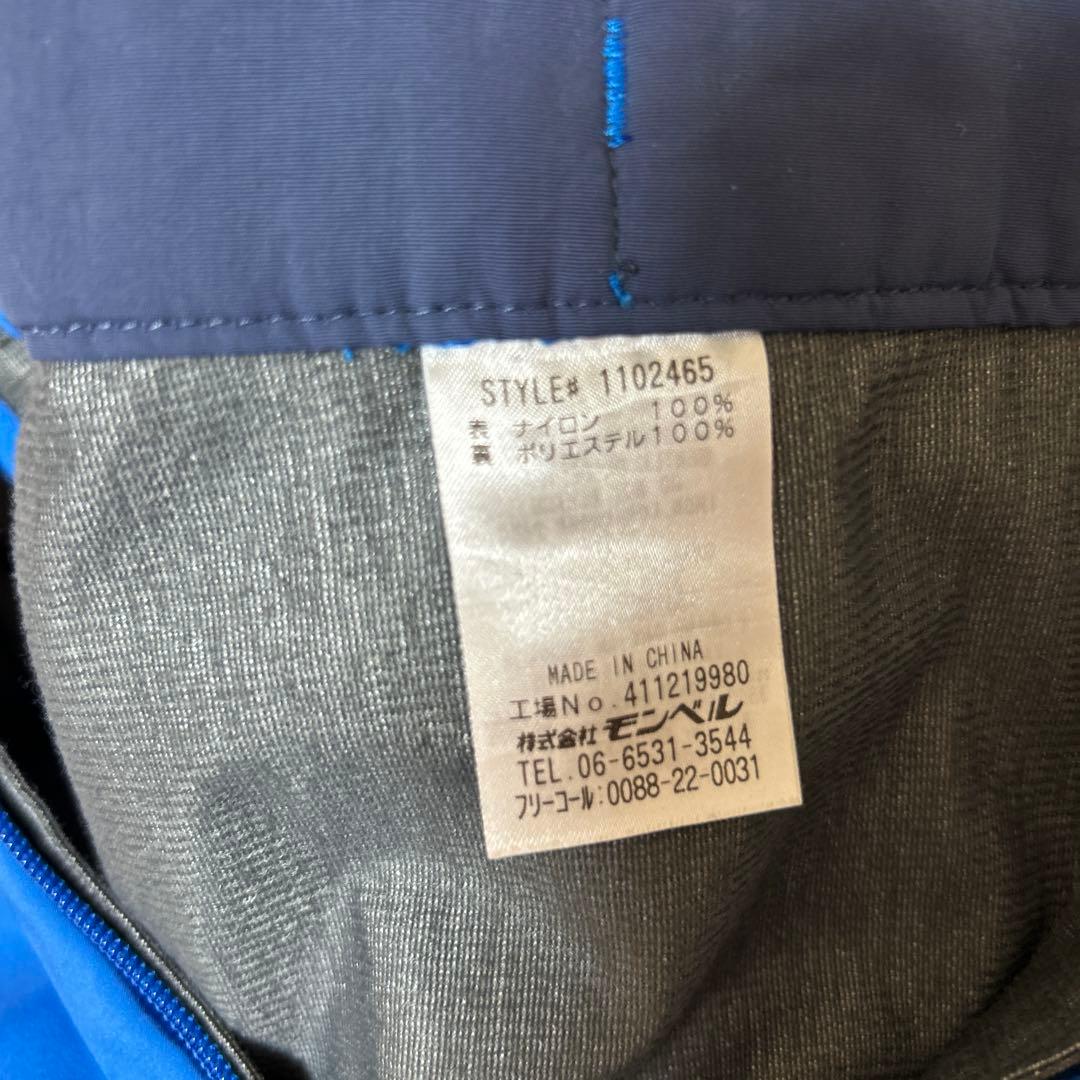 STYLE# 1102465
表 ナイロン 100%
裏 ポリエステル100%
MADE IN CHINA
工場No.411219980
株式会社 モンベル
TEL.06-6531-3544
フリーコール:0088-22-0031